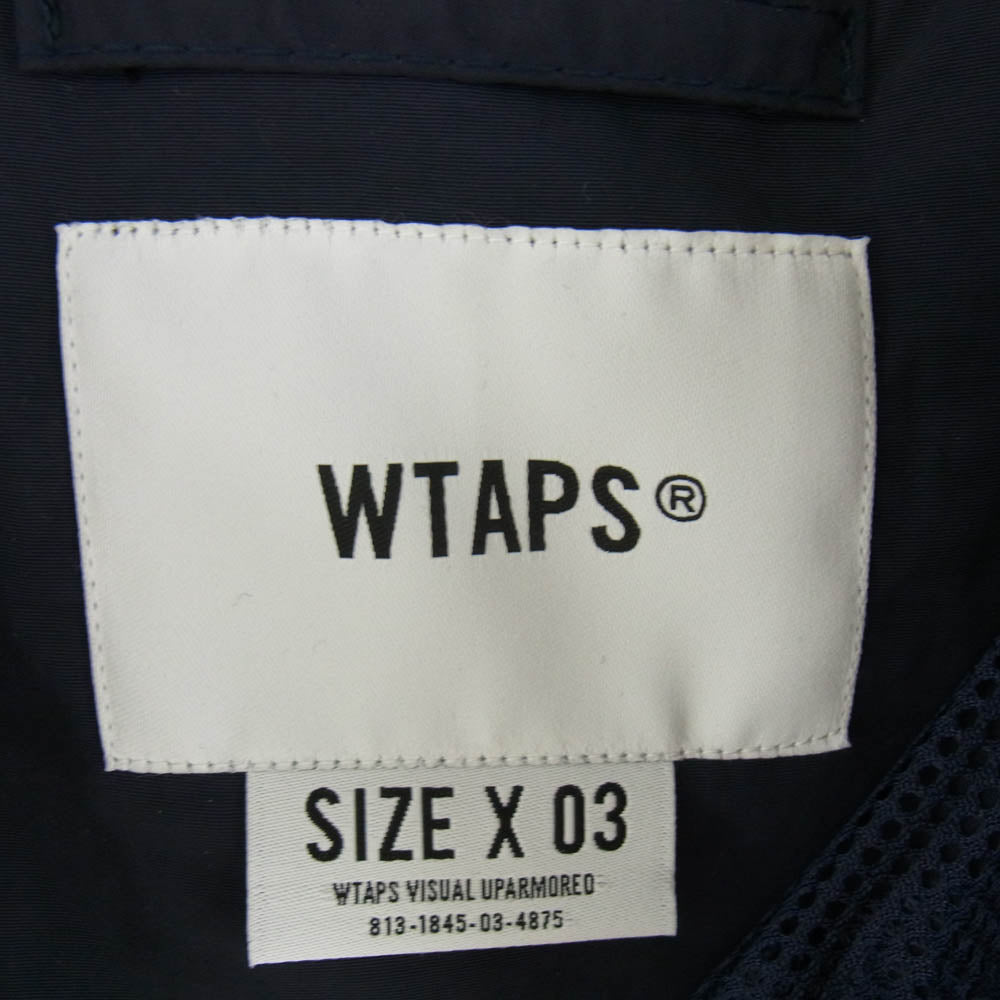 WTAPS®
SIZE X 03
WTAPS VISUAL UPARMORED
813-1845-03-4875